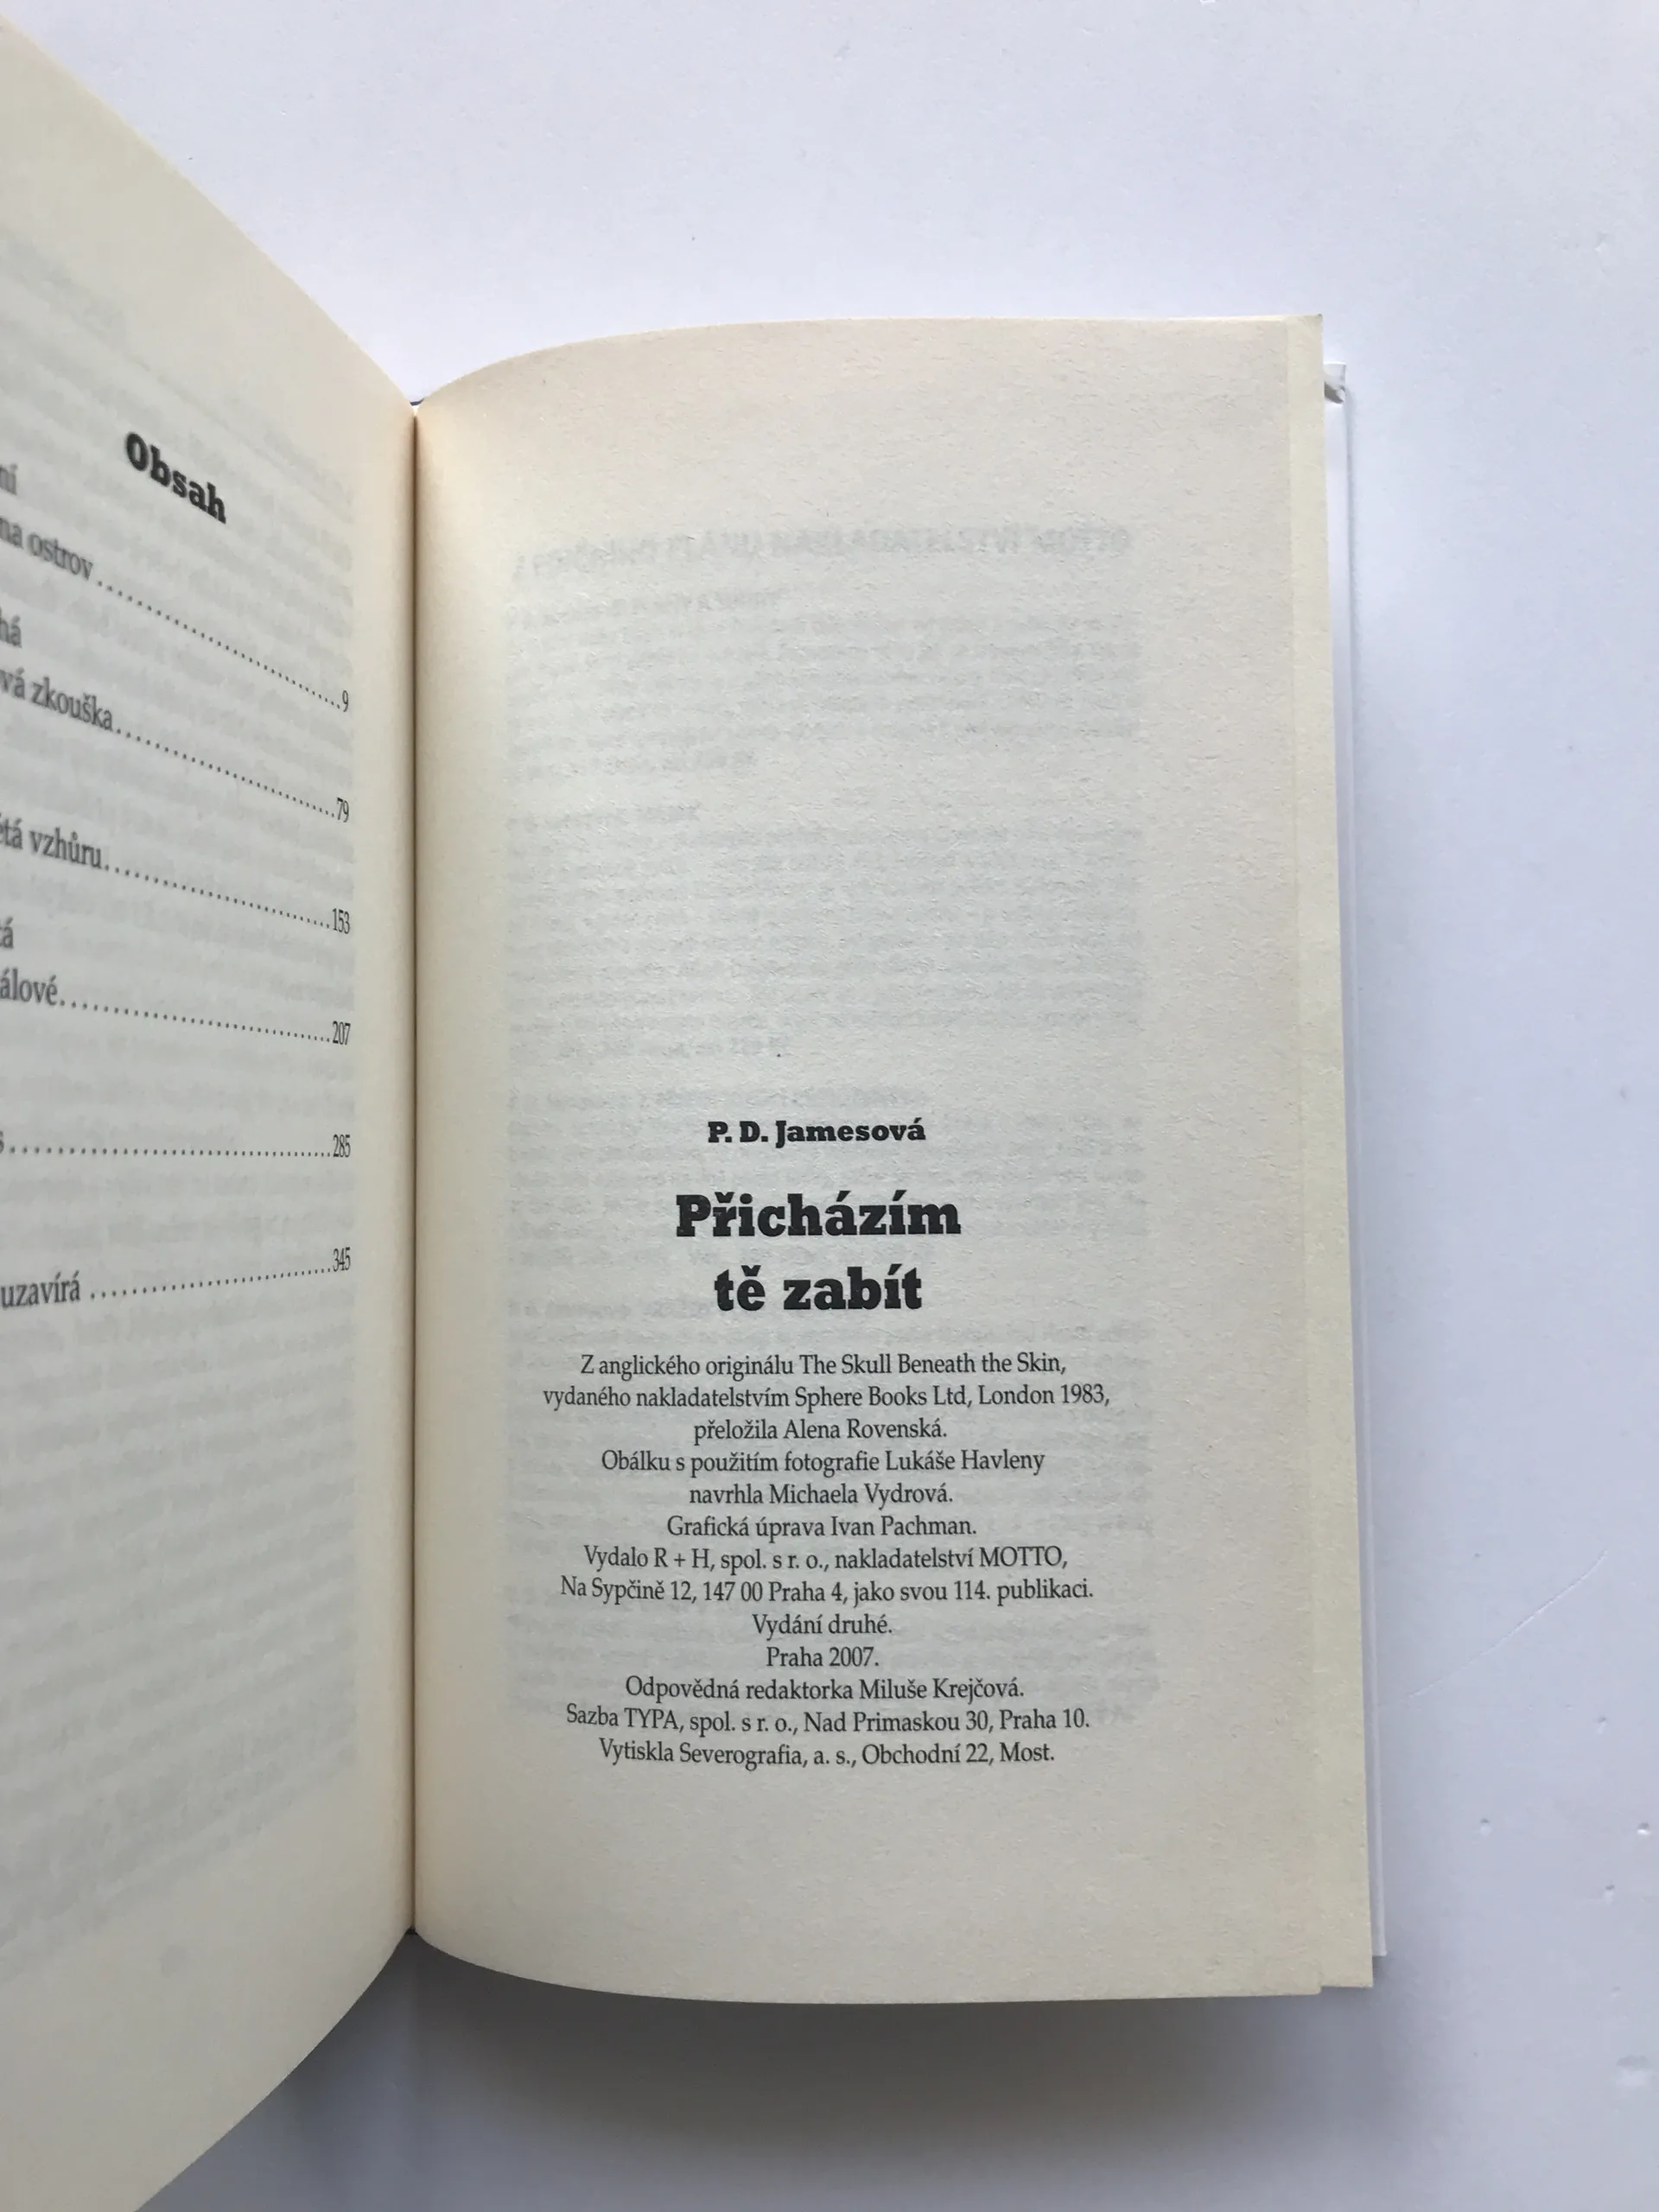 Obsah
ní
na ostrov 9
há
vá zkouška 79
tá vzhůru 153
tá
álové 207
s 285
uzavírá 345
P. D. Jamesová
Přicházím
tě zabít
Z anglického originálu The Skull Beneath the Skin,
vydaného nakladatelstvím Sphere Books Ltd, London 1983,
přeložila Alena Rovenská.
Obálku s použitím fotografie Lukáše Havleny
navrhla Michaela Vydrová.
Grafická úprava Ivan Pachman.
Vydalo R + H, spol. s r. o., nakladatelství MOTTO,
Na Sypčině 12, 147 00 Praha 4, jako svou 114. publikaci.
Vydání druhé.
Praha 2007.
Odpovědná redaktorka Miluše Krejčová.
Sazba TYPA, spol. s r. o., Nad Primaskou 30, Praha 10.
Vytiskla Severografia, a. s., Obchodní 22, Most.